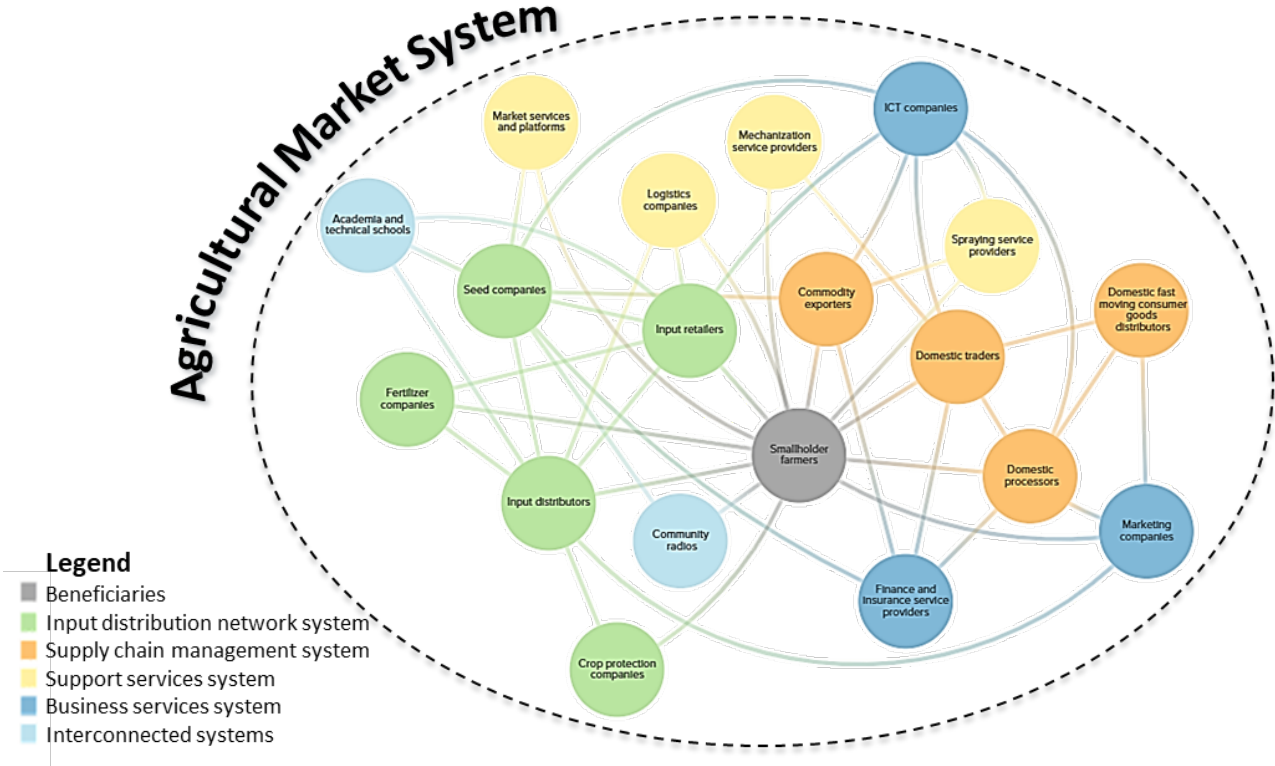 Agricultural Market System
Market services
and platforms
ICT companies
Mechanization
service providers
Logistics
companies
Academia and
technical schools
Spraying service
providers
Seed companies
Commodity
exporters
Domestic fast
moving consumer
goods
distributors
Input retailers
Domestic traders
Fertilizer
companies
Smallholder
farmers
Domestic
processors
Input distributors
Community
radios
Marketing
companies
Finance and
insurance service
providers
Crop protection
companies
Legend
Beneficiaries
Input distribution network system
Supply chain management system
Support services system
Business services system
Interconnected systems